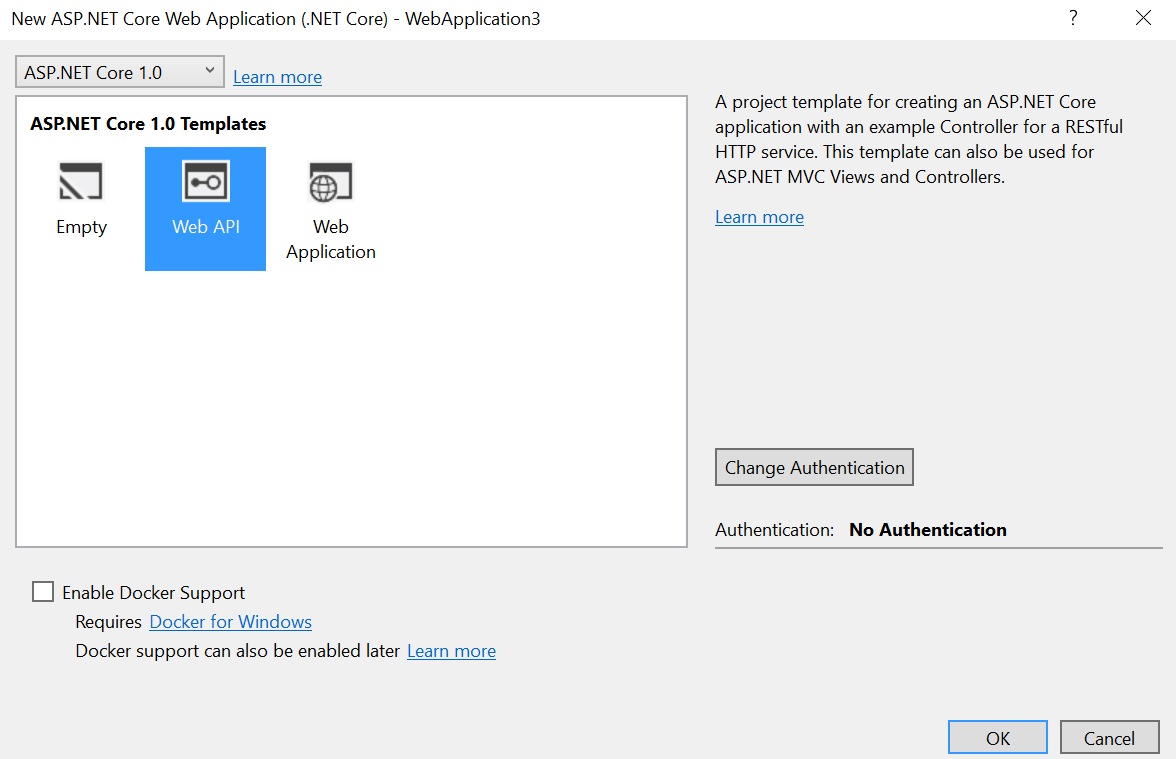 New ASP.NET Core Web Application (.NET Core) - WebApplication3
?
ASP.NET Core 1.0
Learn more
ASP.NET Core 1.0 Templates
Empty
Web API
Web
Application
A project template for creating an ASP.NET Core
application with an example Controller for a RESTful
HTTP service. This template can also be used for
ASP.NET MVC Views and Controllers.
Learn more
Change Authentication
Authentication: No Authentication
Enable Docker Support
Requires Docker for Windows
Docker support can also be enabled later Learn more
OK
Cancel